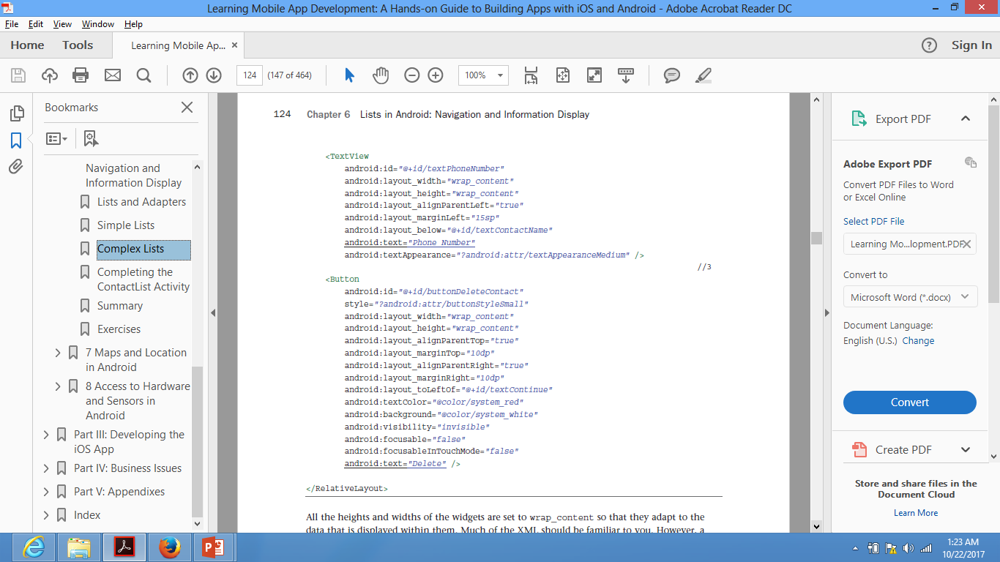 Learning Mobile App Development: A Hands-on Guide to Building Apps with iOS and Android - Adobe Acrobat Reader DC
File Edit View Window Help
Home Tools Learning Mobile Ap... × Sign In
124 (147 of 464) 100%
Bookmarks
Navigation and
Information Display
Lists and Adapters
Simple Lists
Complex Lists
Completing the
ContactList Activity
Summary
Exercises
7 Maps and Location
in Android
8 Access to Hardware
and Sensors in
Android
Part III: Developing the
iOS App
Part IV: Business Issues
Part V: Appendixes
Index
124 Chapter 6 Lists in Android: Navigation and Information Display
<TextView
android:id="@+id/textPhoneNumber"
android:layout_width="wrap_content"
android:layout_height="wrap_content"
android:layout_alignParentLeft="true"
android:layout_marginLeft="15sp"
android:layout_below="@+id/textContactName"
android:text="Phone Number"
android:textAppearance="?android:attr/textAppearanceMedium" />
//3
<Button
android:id="@+id/buttonDeleteContact"
style="?android:attr/buttonStyleSmall"
android:layout_width="wrap_content"
android:layout_height="wrap_content"
android:layout_alignParentTop="true"
android:layout_marginTop="10dp"
android:layout_alignParentRight="true"
android:layout_marginRight="10dp"
android:layout_toLeftOf="@+id/textContinue"
android:textColor="@color/system_red"
android:background="@color/system_white"
android:visibility="invisible"
android:focusable="false"
android:focusableInTouchMode="false"
android:text="Delete" />
</RelativeLayout>
All the heights and widths of the widgets are set to wrap_content so that they adapt to the
data that is displayed within them. Much of the XML should be familiar to you. However, a
Export PDF
Adobe Export PDF
Convert PDF Files to Word
or Excel Online
Select PDF File
Learning Mo...lopment.PDF
Convert to
Microsoft Word (*.docx)
Document Language:
English (U.S.) Change
Convert
Create PDF
Store and share files in the
Document Cloud
Learn More
1:23 AM
10/22/2017